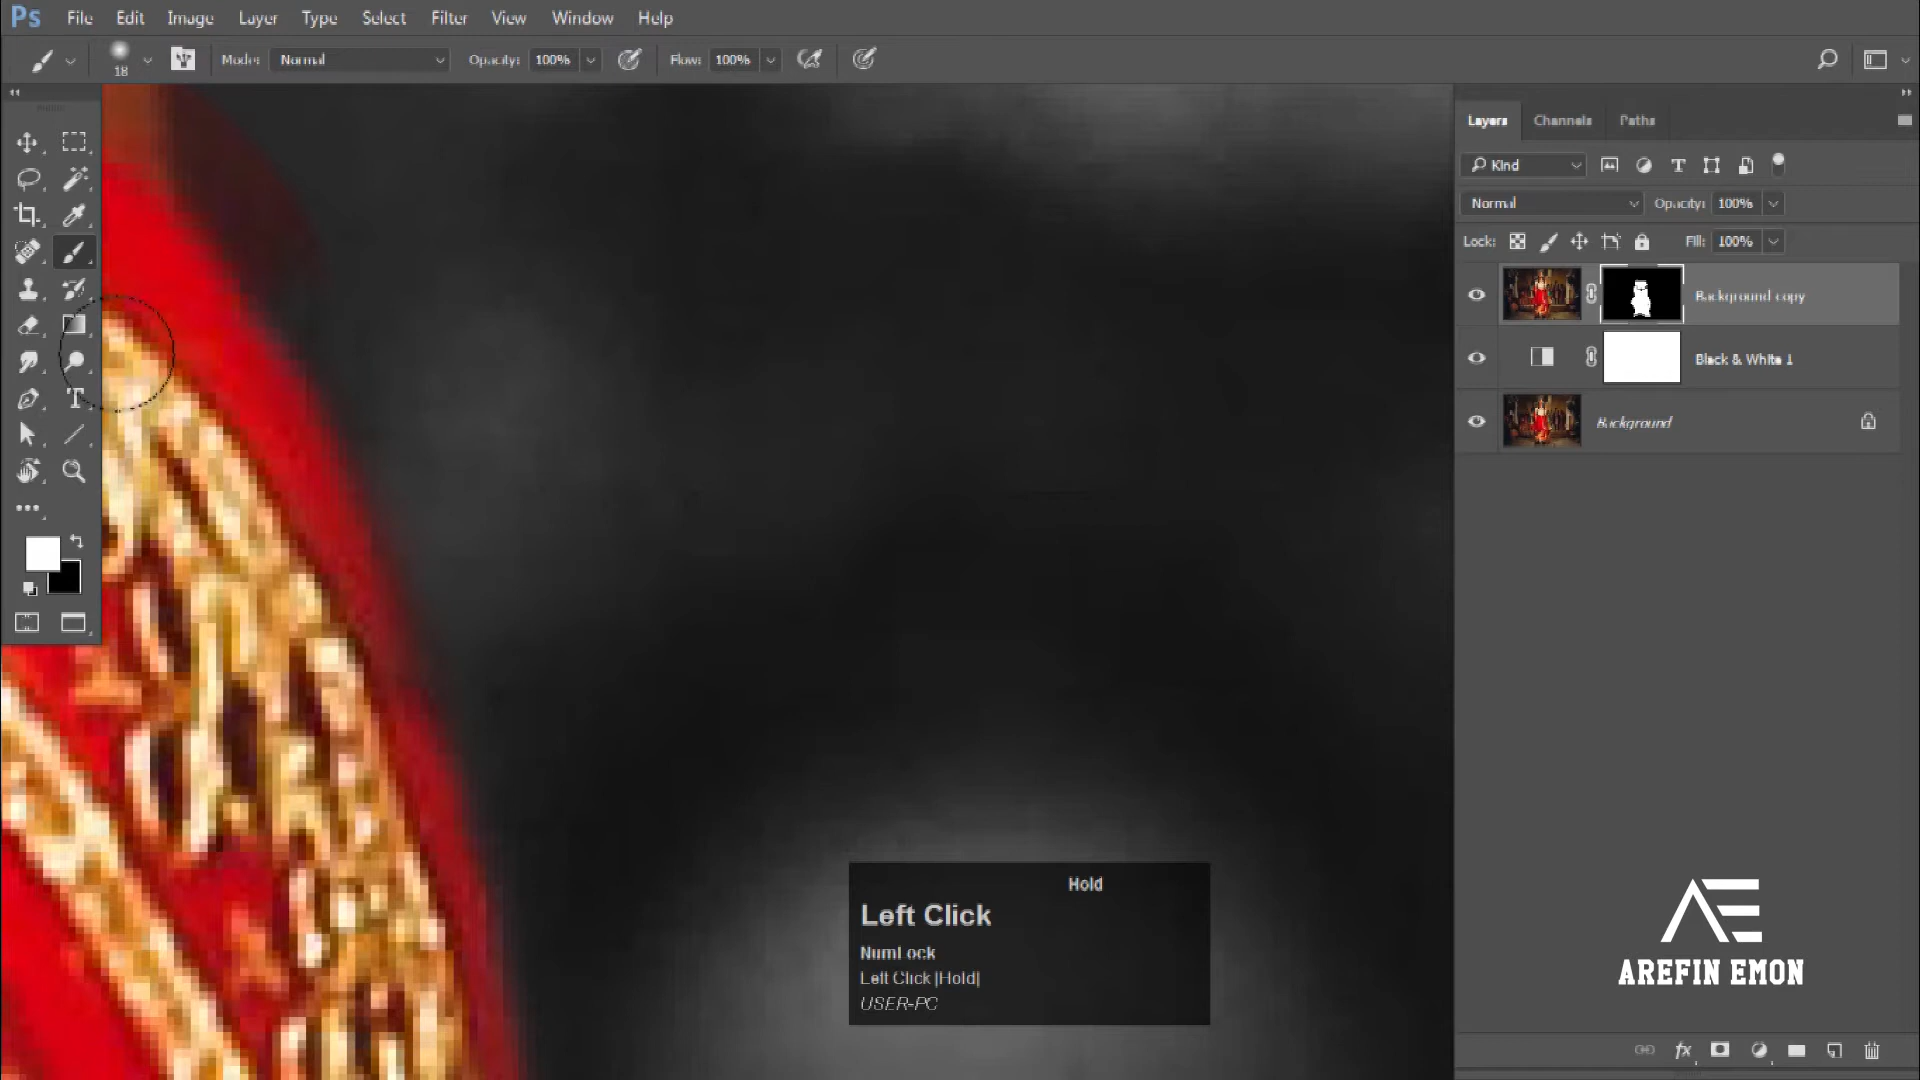 Ps File Edit Image Layer Type Select Filter View Window Help
18 Mode: Normal Opacity: 100% Flow: 100%
Layers Channels Paths
Kind
Normal Opacity: 100%
Lock: Fill: 100%
Background copy
Black & White 1
Background
Hold
Left Click
NumLock
Left Click |Hold|
USER-PC
AREFIN EMON